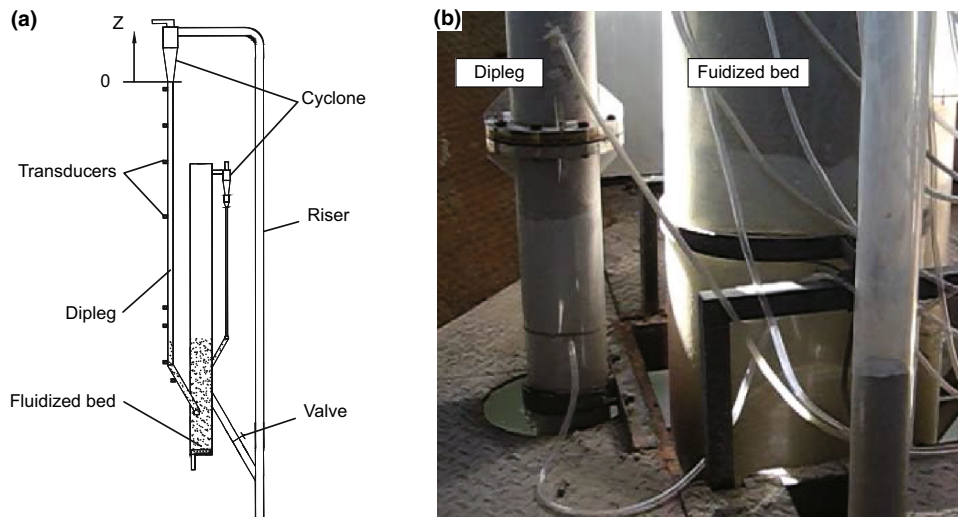 (a)
Z
0
Cyclone
Transducers
Riser
Dipleg
Fluidized bed
Valve
(b)
Dipleg
Fuidized bed